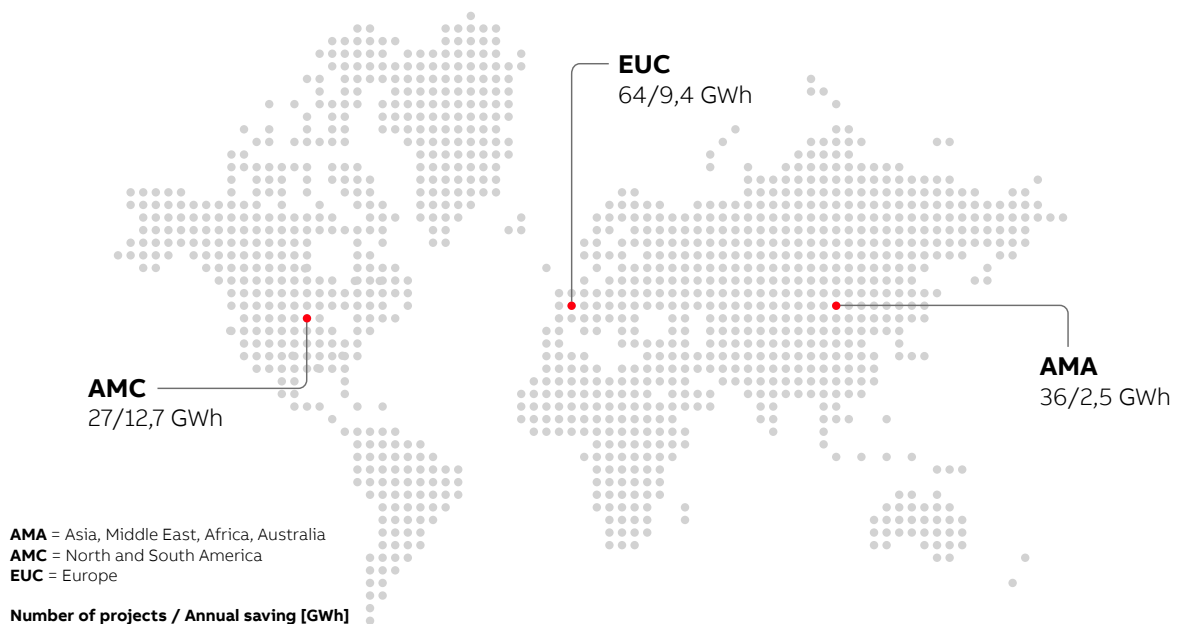 EUC
64/9,4 GWh
AMC
27/12,7 GWh
AMA
36/2,5 GWh
AMA = Asia, Middle East, Africa, Australia
AMC = North and South America
EUC = Europe
Number of projects / Annual saving [GWh]